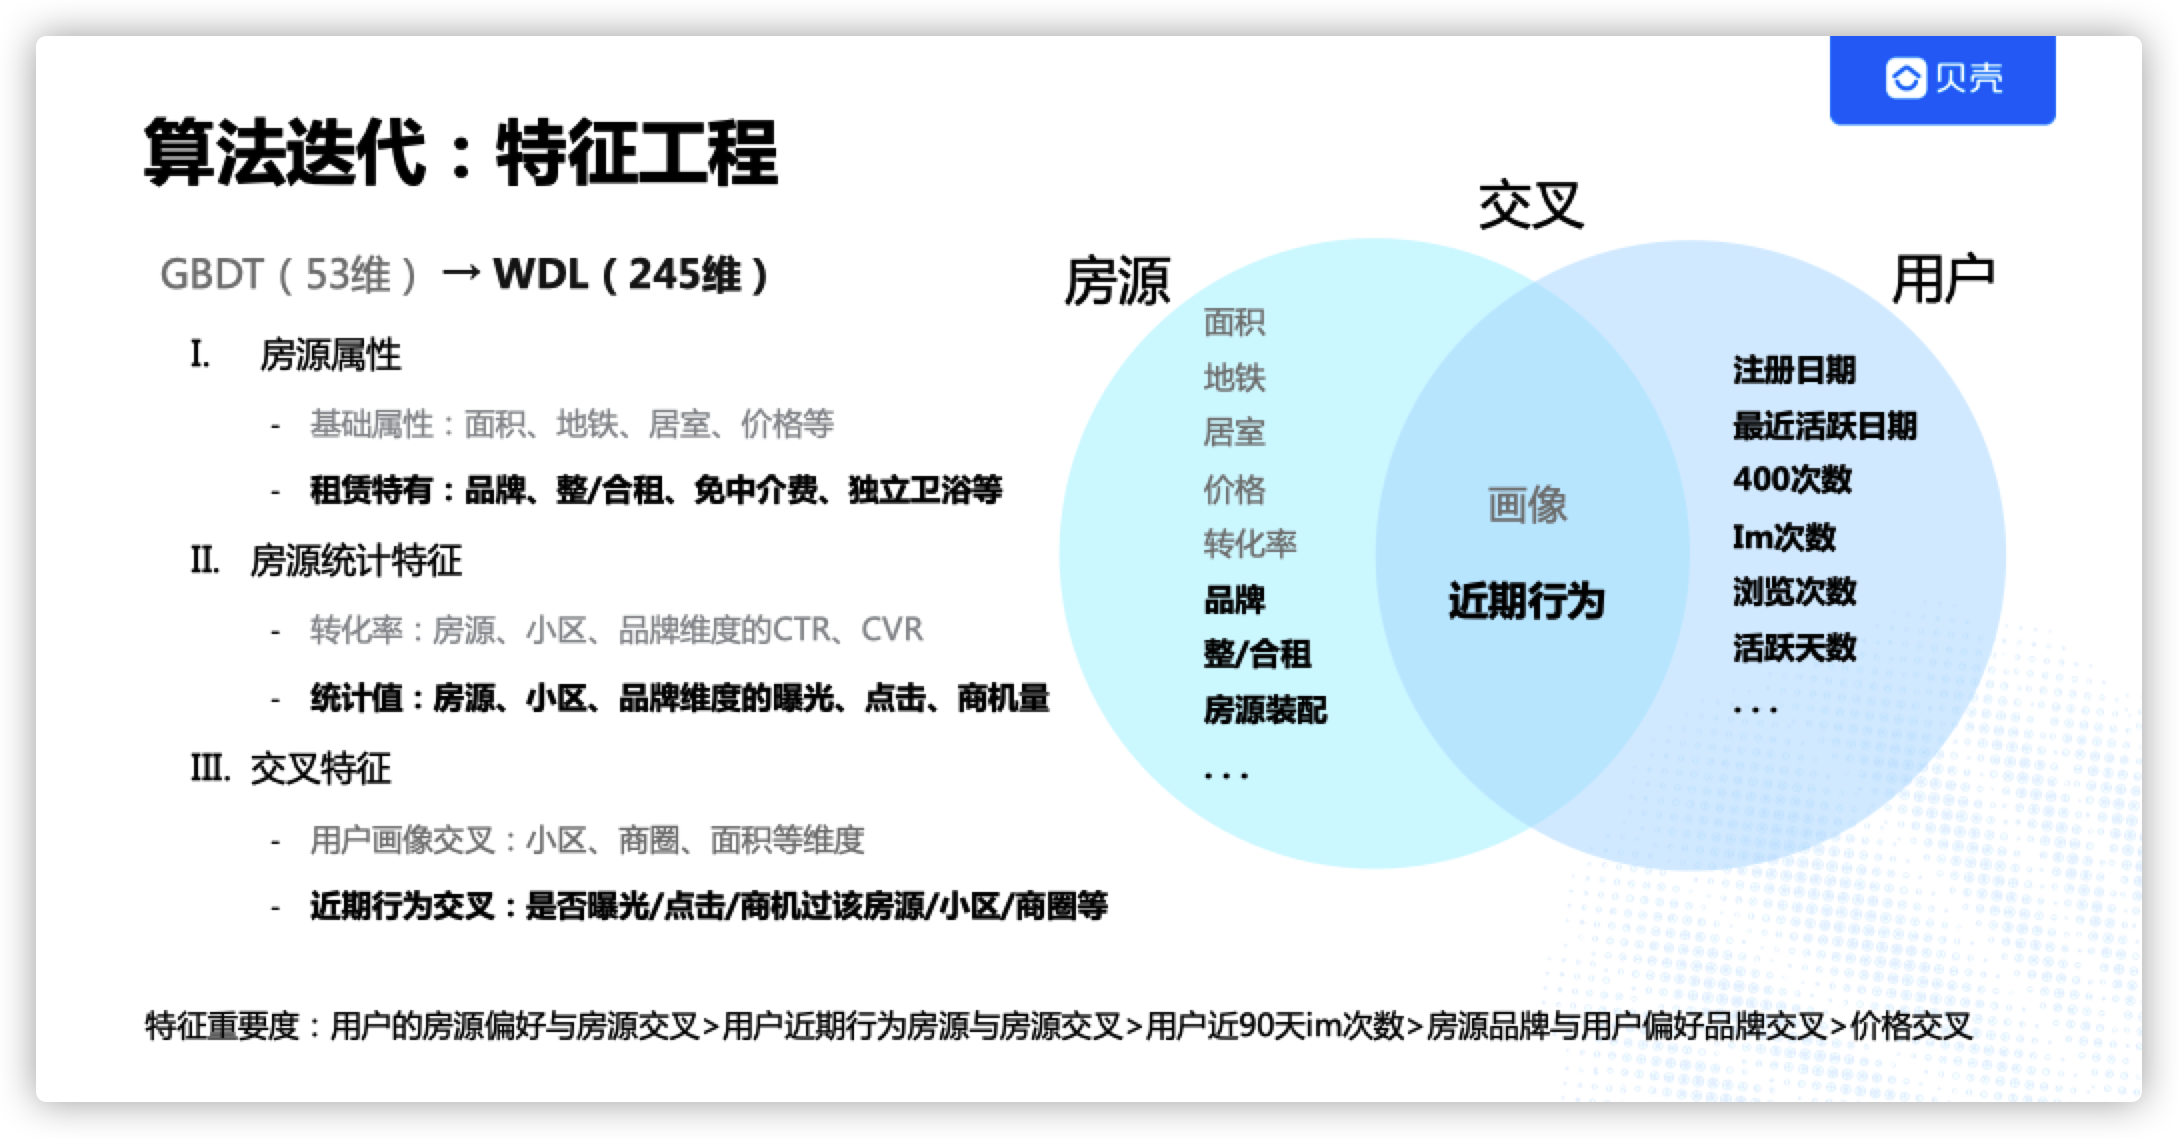 贝壳
算法迭代：特征工程
GBDT（53维）→ WDL（245维）
I. 房源属性
- 基础属性：面积、地铁、居室、价格等
- 租赁特有：品牌、整/合租、免中介费、独立卫浴等
II. 房源统计特征
- 转化率：房源、小区、品牌维度的CTR、CVR
- 统计值：房源、小区、品牌维度的曝光、点击、商机量
III. 交叉特征
- 用户画像交叉：小区、商圈、面积等维度
- 近期行为交叉：是否曝光/点击/商机过该房源/小区/商圈等
交叉
房源
用户
面积
地铁
居室
价格
转化率
品牌
整/合租
房源装配
...
画像
近期行为
注册日期
最近活跃日期
400次数
Im次数
浏览次数
活跃天数
...
特征重要度：用户的房源偏好与房源交叉>用户近期行为房源与房源交叉>用户近90天im次数>房源品牌与用户偏好品牌交叉>价格交叉